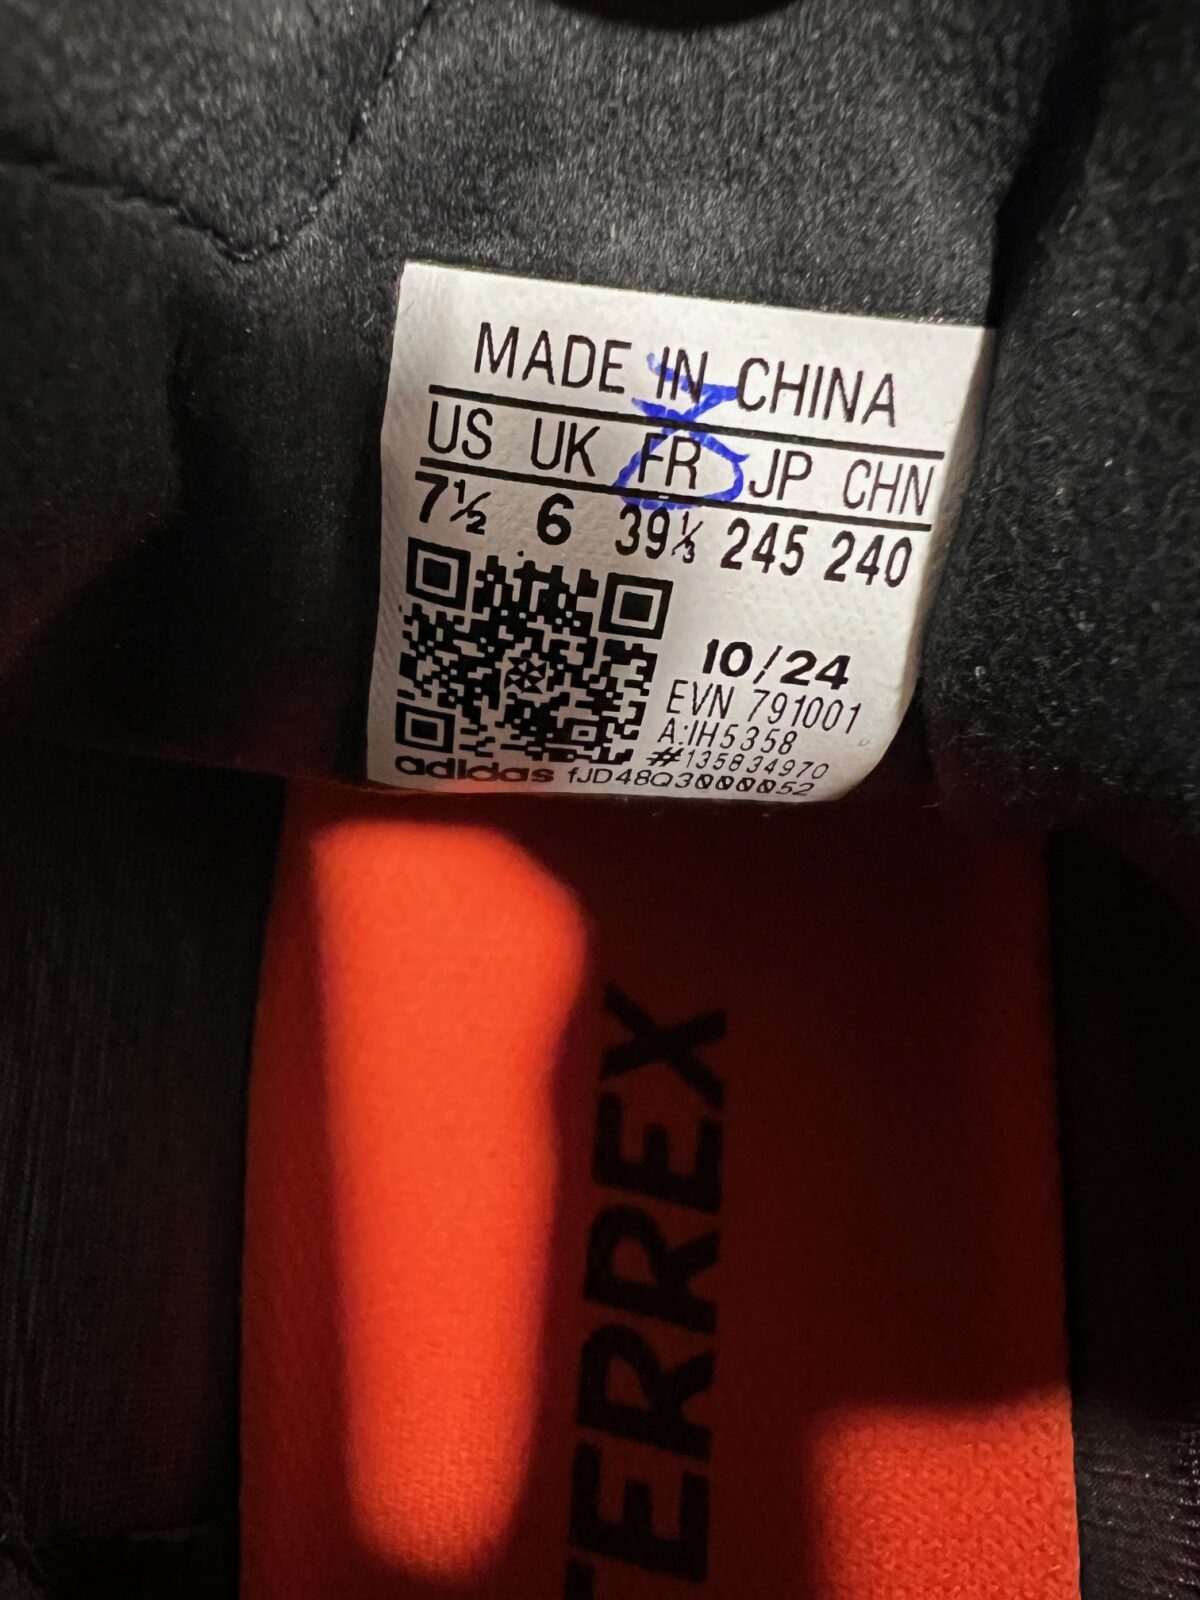 MADE IN CHINA
US UK FR JP CHN
7½ 6 39⅓ 245 240
10/24
EVN 791001
A:IH5358
#135834970
adidas fJD48Q3000052
TERREX